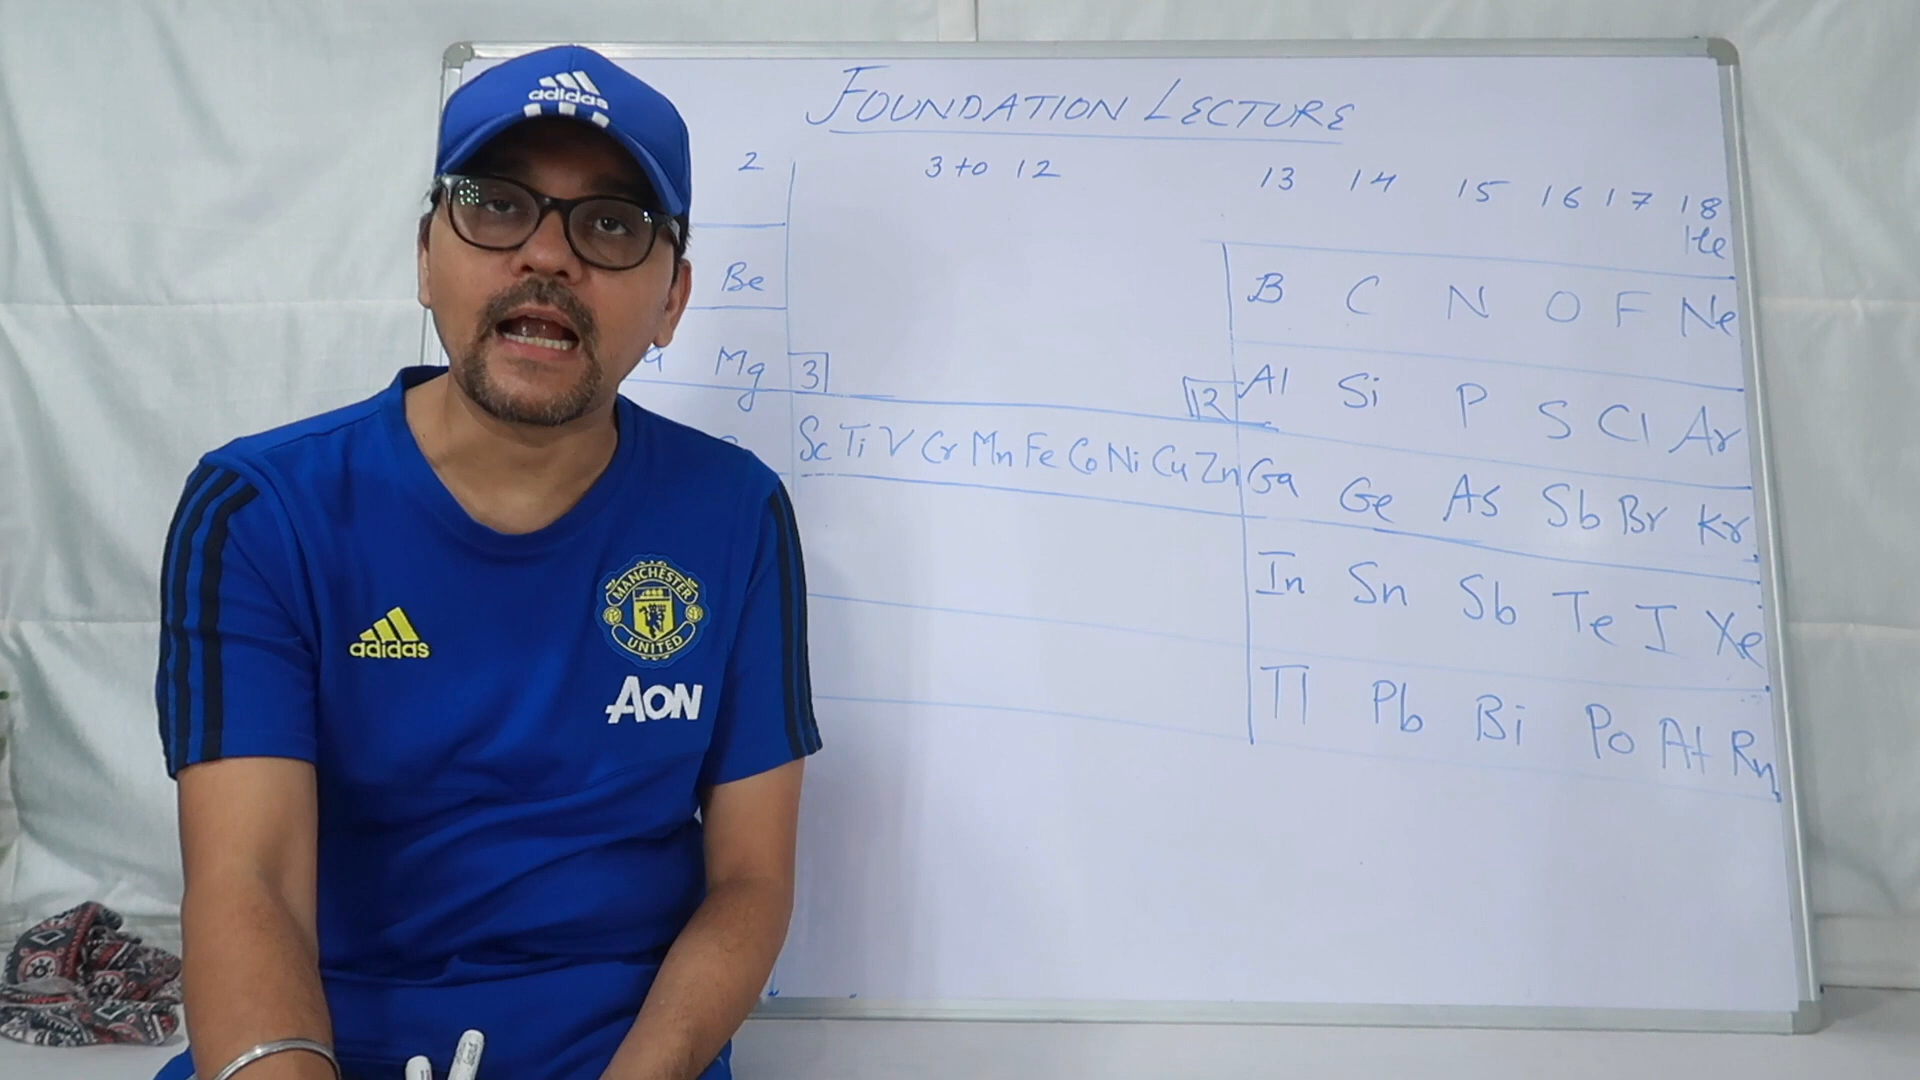 FOUNDATION LECTURE
2 3 to 12 13 14 15 16 17 18
He
Be B C N O F Ne
Mg 3 12 Al Si P S Cl Ar
Sc Ti V Cr Mn Fe Co Ni Cu Zn Ga Ge As Sb Br Kr
In Sn Sb Te I Xe
Tl Pb Bi Po At Rn
adidas
adidas
MANCHESTER
UNITED
AON